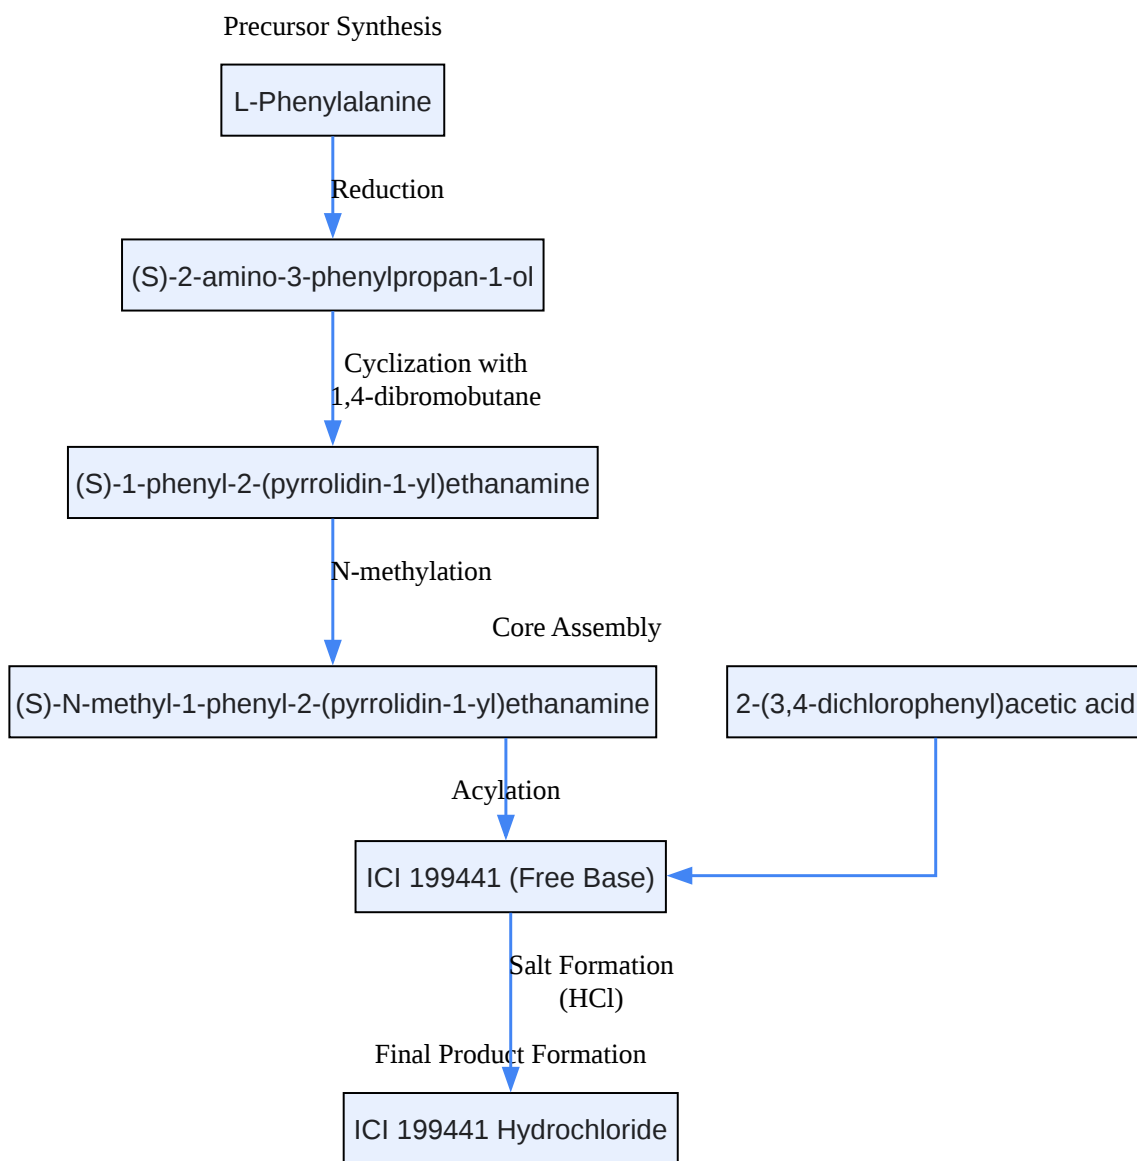 Precursor Synthesis
L-Phenylalanine
Reduction
(S)-2-amino-3-phenylpropan-1-ol
Cyclization with
1,4-dibromobutane
(S)-1-phenyl-2-(pyrrolidin-1-yl)ethanamine
N-methylation
Core Assembly
(S)-N-methyl-1-phenyl-2-(pyrrolidin-1-yl)ethanamine
2-(3,4-dichlorophenyl)acetic acid
Acylation
ICI 199441 (Free Base)
Salt Formation
(HCl)
Final Product Formation
ICI 199441 Hydrochloride